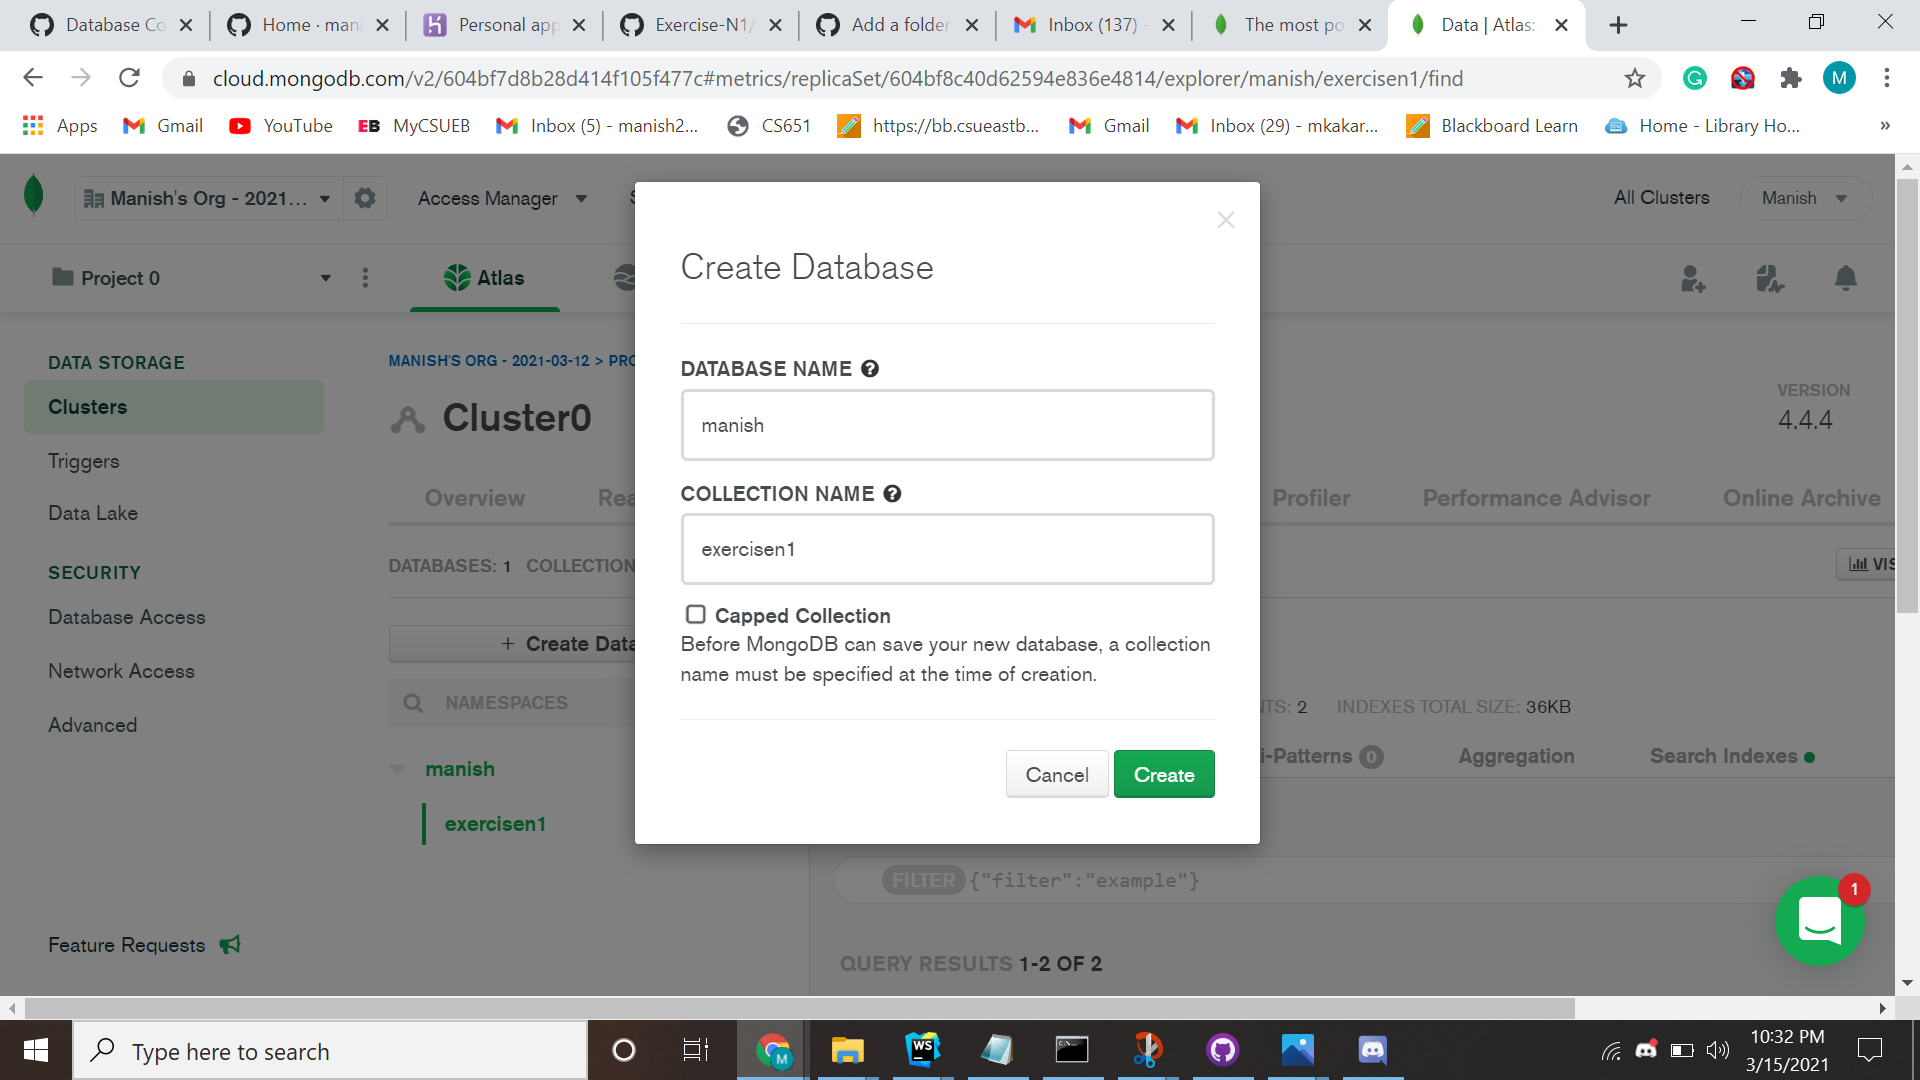 Database Co
Home · mani
Personal app
Exercise-N1/
Add a folder
Inbox (137) -
The most po
Data | Atlas:
cloud.mongodb.com/v2/604bf7d8b28d414f105f477c#metrics/replicaSet/604bf8c40d62594e836e4814/explorer/manish/exercisen1/find
M
Apps
Gmail
YouTube
EB MyCSUEB
Inbox (5) - manish2...
CS651
https://bb.csueastb...
Gmail
Inbox (29) - mkakar...
Blackboard Learn
Home - Library Ho...
»
Manish's Org - 2021...
Access Manager
All Clusters
Manish
Project 0
Atlas
Create Database
DATABASE NAME ?
manish
COLLECTION NAME ?
exercisen1
Capped Collection
Before MongoDB can save your new database, a collection
name must be specified at the time of creation.
Cancel
Create
DATA STORAGE
Clusters
Triggers
Data Lake
SECURITY
Database Access
Network Access
Advanced
Feature Requests
MANISH'S ORG - 2021-03-12 > PRO
Cluster0
VERSION
4.4.4
Overview
Rea
Profiler
Performance Advisor
Online Archive
DATABASES: 1 COLLECTION
VIS
+ Create Data
NAMESPACES
manish
exercisen1
NTS: 2 INDEXES TOTAL SIZE: 36KB
i-Patterns 0
Aggregation
Search Indexes
FILTER {"filter":"example"}
QUERY RESULTS 1-2 OF 2
1
Type here to search
M
WS
10:32 PM
3/15/2021